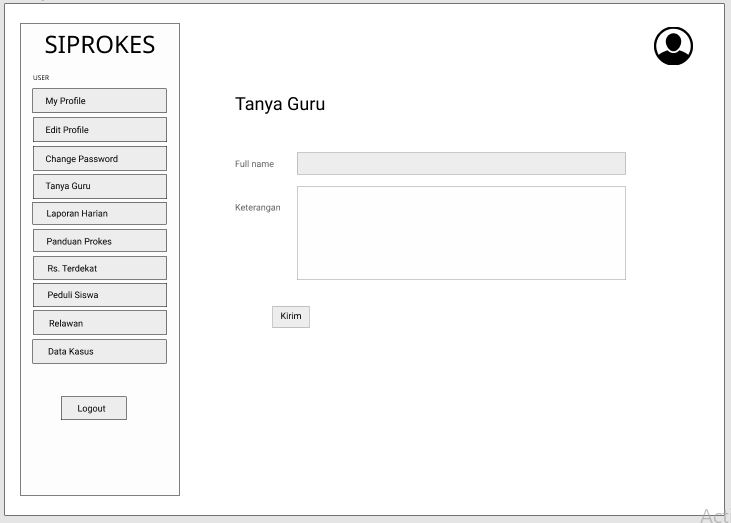 SIPROKES
USER
My Profile
Edit Profile
Change Password
Tanya Guru
Laporan Harian
Panduan Prokes
Rs. Terdekat
Peduli Siswa
Relawan
Data Kasus
Logout
Tanya Guru
Full name
Keterangan
Kirim
Act